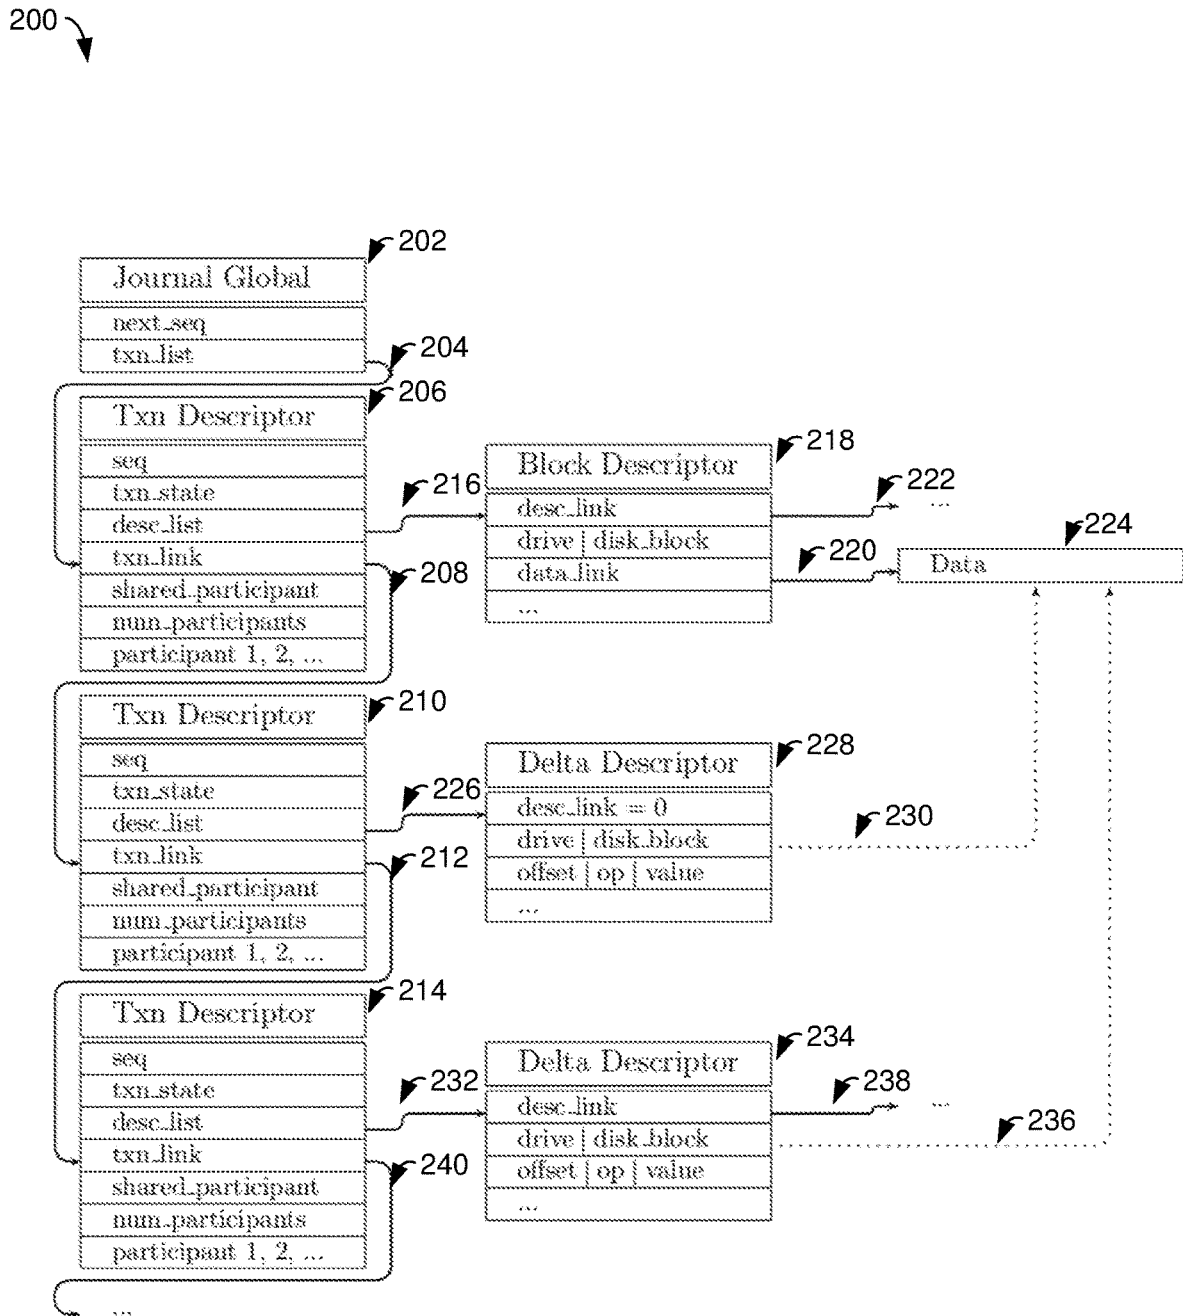 200
202
Journal Global
next_seq
txn_list
204
206
Txn Descriptor
seq
txn_state
desc_list
txn_link
shared_participant
num_participants
participant 1, 2, ...
216
218
Block Descriptor
desc_link
drive | disk_block
data_link
...
222
...
220
224
Data
208
210
Txn Descriptor
seq
txn_state
desc_list
txn_link
shared_participant
num_participants
participant 1, 2, ...
226
228
Delta Descriptor
desc_link = 0
drive | disk_block
offset | op | value
...
230
212
214
Txn Descriptor
seq
txn_state
desc_list
txn_link
shared_participant
num_participants
participant 1, 2, ...
232
234
Delta Descriptor
desc_link
drive | disk_block
offset | op | value
...
238
...
236
240
...